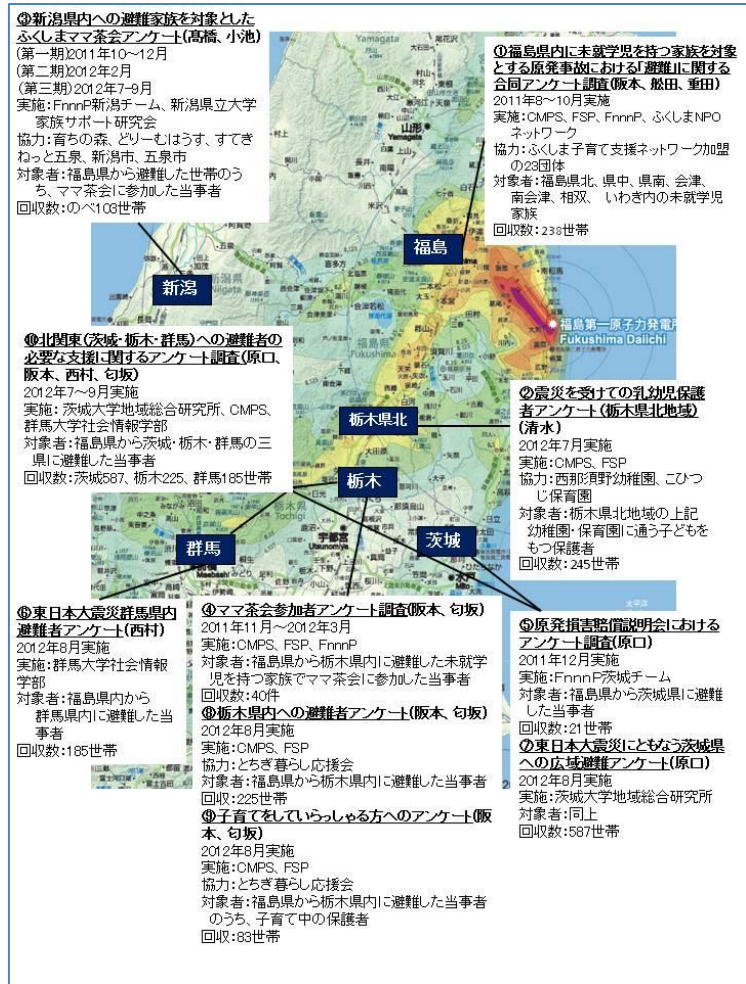 ③新潟県内への避難家族を対象とした
ふくしまママ茶会アンケート(髙橋、小池)
(第一期)2011年10～12月
(第二期)2012年2月
(第三期)2012年7-9月
実施:FnnnP新潟チーム、新潟県立大学
家族サポート研究会
協力:育ちの森、どりーむはうす、すてき
ねっと五泉、新潟市、五泉市
対象者:福島県から避難した世帯のう
ち、ママ茶会に参加した当事者
回収数:のべ103世帯
①福島県内に未就学児を持つ家族を対象
とする原発事故における「避難」に関する
合同アンケート調査(阪本、舩田、重田)
2011年8～10月実施
実施:CMPS、FSP、FnnnP、ふくしまNPO
ネットワーク
協力:ふくしま子育て支援ネットワーク加盟
の23団体
対象者:福島県北、県中、県南、会津、
南会津、相双、 いわき内の未就学児
家族
回収数:238世帯
山形
福島
新潟
福島第一原子力発電所
Fukushima Daiichi
福島県
Fukushima
⑩北関東(茨城・栃木・群馬)への避難者の
必要な支援に関するアンケート調査(原口、
阪本、西村、匂坂)
2012年7～9月実施
実施:茨城大学地域総合研究所、CMPS、
群馬大学社会情報学部
対象者:福島県から茨城・栃木・群馬の三
県に避難した当事者
回収数:茨城587、栃木225、群馬185世帯
栃木県北
②震災を受けての乳幼児保護
者アンケート(栃木県北地域)
(清水)
2012年7月実施
実施:CMPS、FSP
協力:西那須野幼稚園、こひつ
じ保育園
対象者:栃木県北地域の上記
幼稚園・保育園に通う子どもを
もつ保護者
回収数:245世帯
栃木
栃木県
Tochigi
群馬
宇都宮
茨城
水戸
⑥東日本大震災群馬県内
避難者アンケート(西村)
2012年8月実施
実施:群馬大学社会情報
学部
対象者:福島県内から
群馬県内に避難した当
事者
回収数:185世帯
④ママ茶会参加者アンケート調査(阪本、匂坂)
2011年11月～2012年3月
実施:CMPS、FSP、FnnnP
対象者:福島県から栃木県内に避難した未就学
児を持つ家族でママ茶会に参加した当事者
回収数:40件
⑧栃木県内への避難者アンケート(阪本、匂坂)
2012年8月実施
実施:CMPS、FSP
協力:とちぎ暮らし応援会
対象者:福島県から栃木県内に避難した当事者
回収:225世帯
⑨子育てをしていらっしゃる方へのアンケート(阪
本、匂坂)
2012年8月実施
実施:CMPS、FSP
協力:とちぎ暮らし応援会
対象者:福島県から栃木県内に避難した当事者
のうち、子育て中の保護者
回収:83世帯
⑤原発損害賠償説明会における
アンケート調査(原口)
2011年12月実施
実施:FnnnP茨城チーム
対象者:福島県から茨城県に避難
した当事者
回収数:21世帯
⑦東日本大震災にともなう茨城県
への広域避難アンケート(原口)
2012年8月実施
実施:茨城大学地域総合研究所
対象者:同上
回収数:587世帯